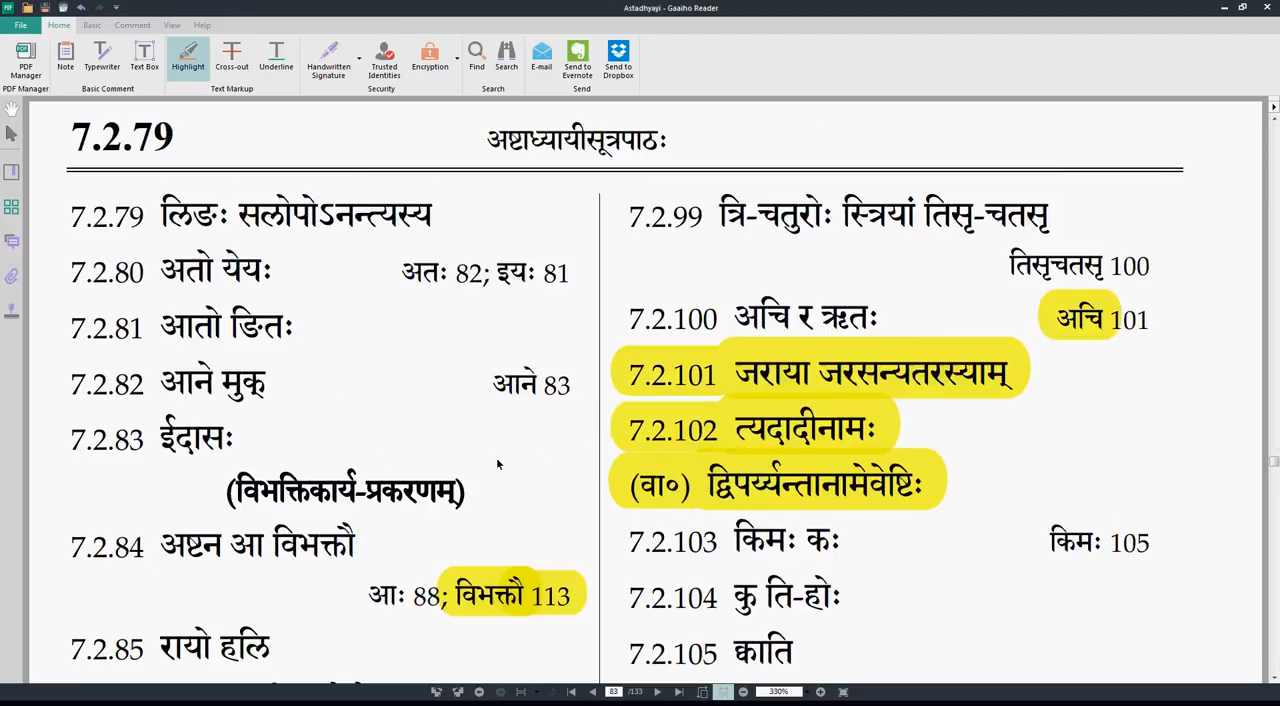 Astadhyayi - Gaaiho Reader
File Home Basic Comment View Help
PDF Manager
Note
Typewriter
Text Box
Highlight
Cross-out
Underline
Handwritten Signature
Trusted Identities
Encryption
Find
Search
E-mail
Send to Evernote
Send to Dropbox
PDF Manager Basic Comment Text Markup Security Search Send
7.2.79 अष्टाध्यायीसूत्रपाठः
7.2.79 लिङः सलोपोऽनन्त्यस्य
7.2.80 अतो येयः अतः 82; इयः 81
7.2.81 आतो ङितः
7.2.82 आने मुक् आने 83
7.2.83 ईदासः
(विभक्तिकार्य-प्रकरणम्)
7.2.84 अष्टन आ विभक्तौ
आः 88; विभक्तौ 113
7.2.85 रायो हलि
7.2.99 त्रि-चतुरोः स्त्रियां तिसृ-चतसृ
तिसृचतसृ 100
7.2.100 अचि र ऋतः अचि 101
7.2.101 जराया जरसन्यतरस्याम्
7.2.102 त्यदादीनामः
(वा०) द्विपर्य्यन्तानामेवेष्टिः
7.2.103 किमः कः किमः 105
7.2.104 कु ति-होः
7.2.105 क्वाति
83 /133 330%